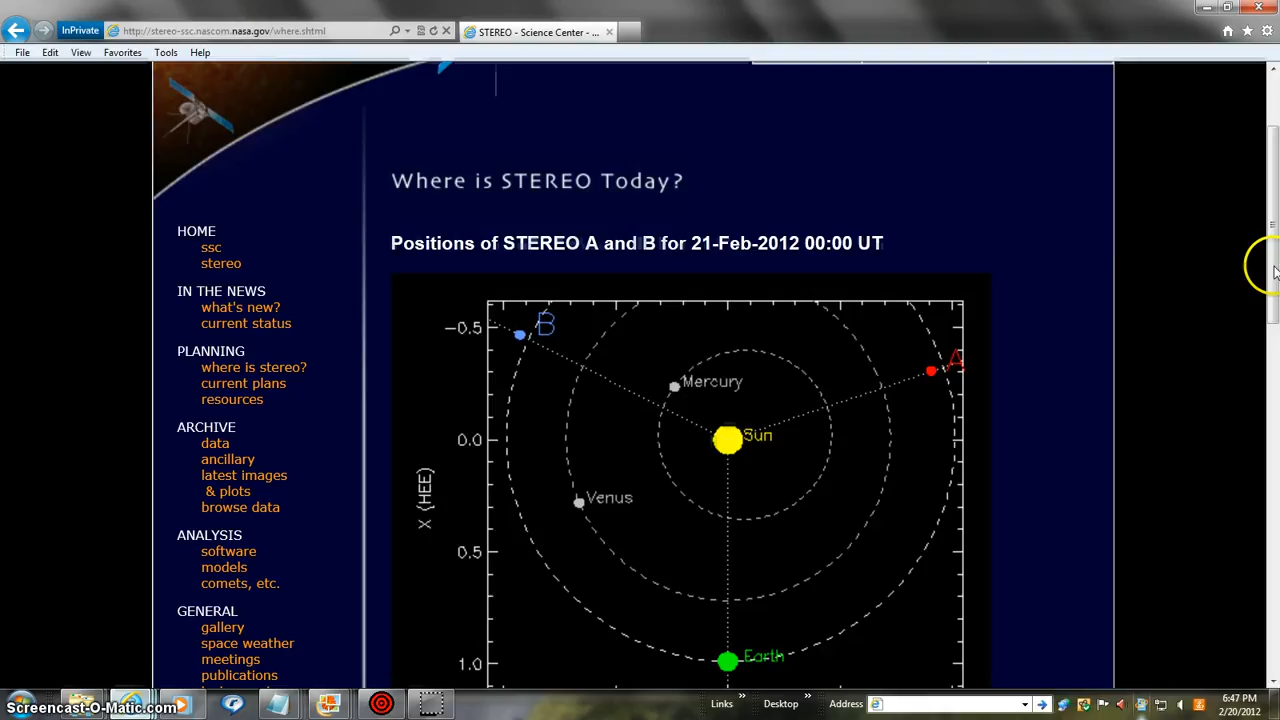 InPrivate
http://stereo-ssc.nascom.nasa.gov/where.shtml
STEREO - Science Center - ...
File Edit View Favorites Tools Help
Where is STEREO Today?
Positions of STEREO A and B for 21-Feb-2012 00:00 UT
HOME
ssc
stereo
IN THE NEWS
what's new?
current status
PLANNING
where is stereo?
current plans
resources
ARCHIVE
data
ancillary
latest images
& plots
browse data
ANALYSIS
software
models
comets, etc.
GENERAL
gallery
space weather
meetings
publications
-0.5
B
A
Mercury
0.0
Sun
X (HEE)
Venus
0.5
Earth
1.0
Screencast-O-Matic.com
Links
Desktop
Address
6:47 PM
2/20/2012